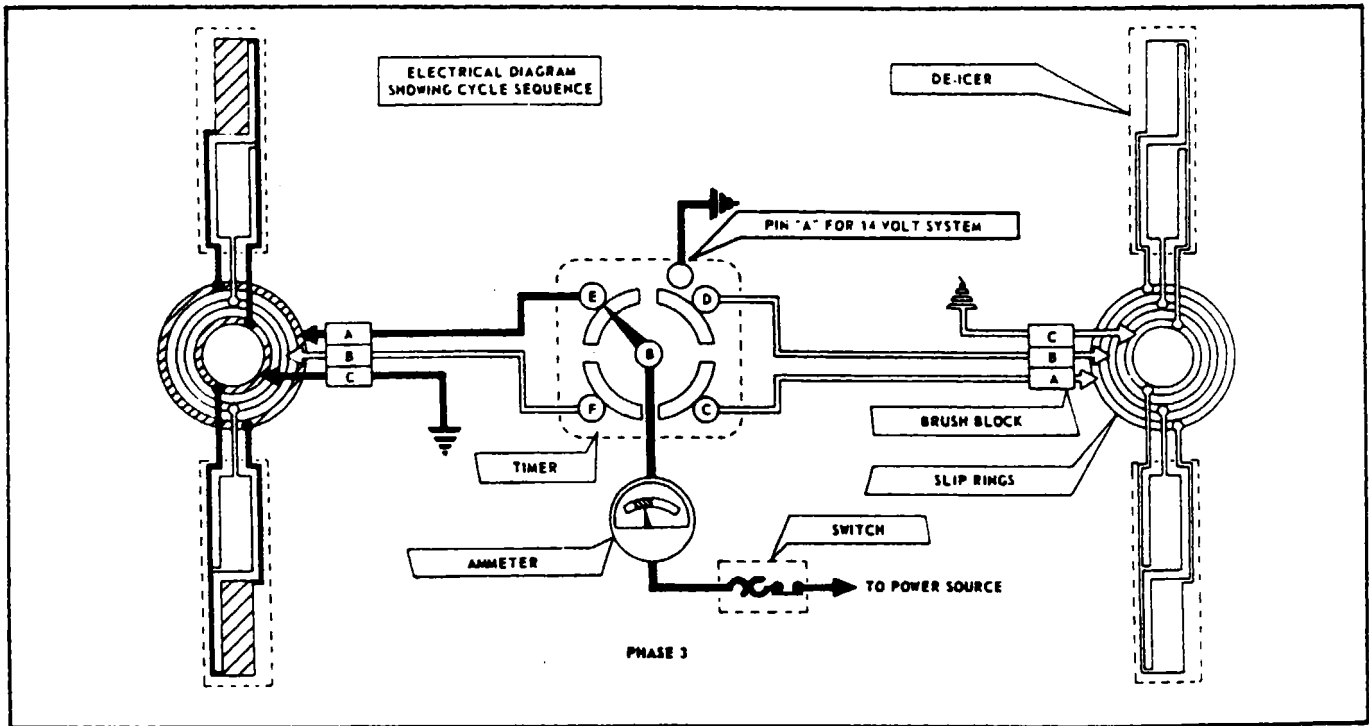 ELECTRICAL DIAGRAM
SHOWING CYCLE SEQUENCE
DE-ICER
PIN "A" FOR 14 VOLT SYSTEM
E
D
A
B
C
B
C
B
A
F
C
BRUSH BLOCK
TIMER
SLIP RINGS
SWITCH
AMMETER
TO POWER SOURCE
PHASE 3